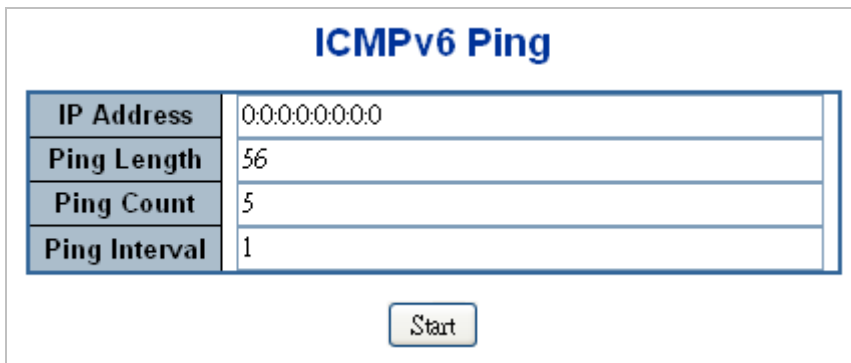 ICMPv6 Ping
IP Address 0:0:0:0:0:0:0:0
Ping Length 56
Ping Count 5
Ping Interval 1
Start